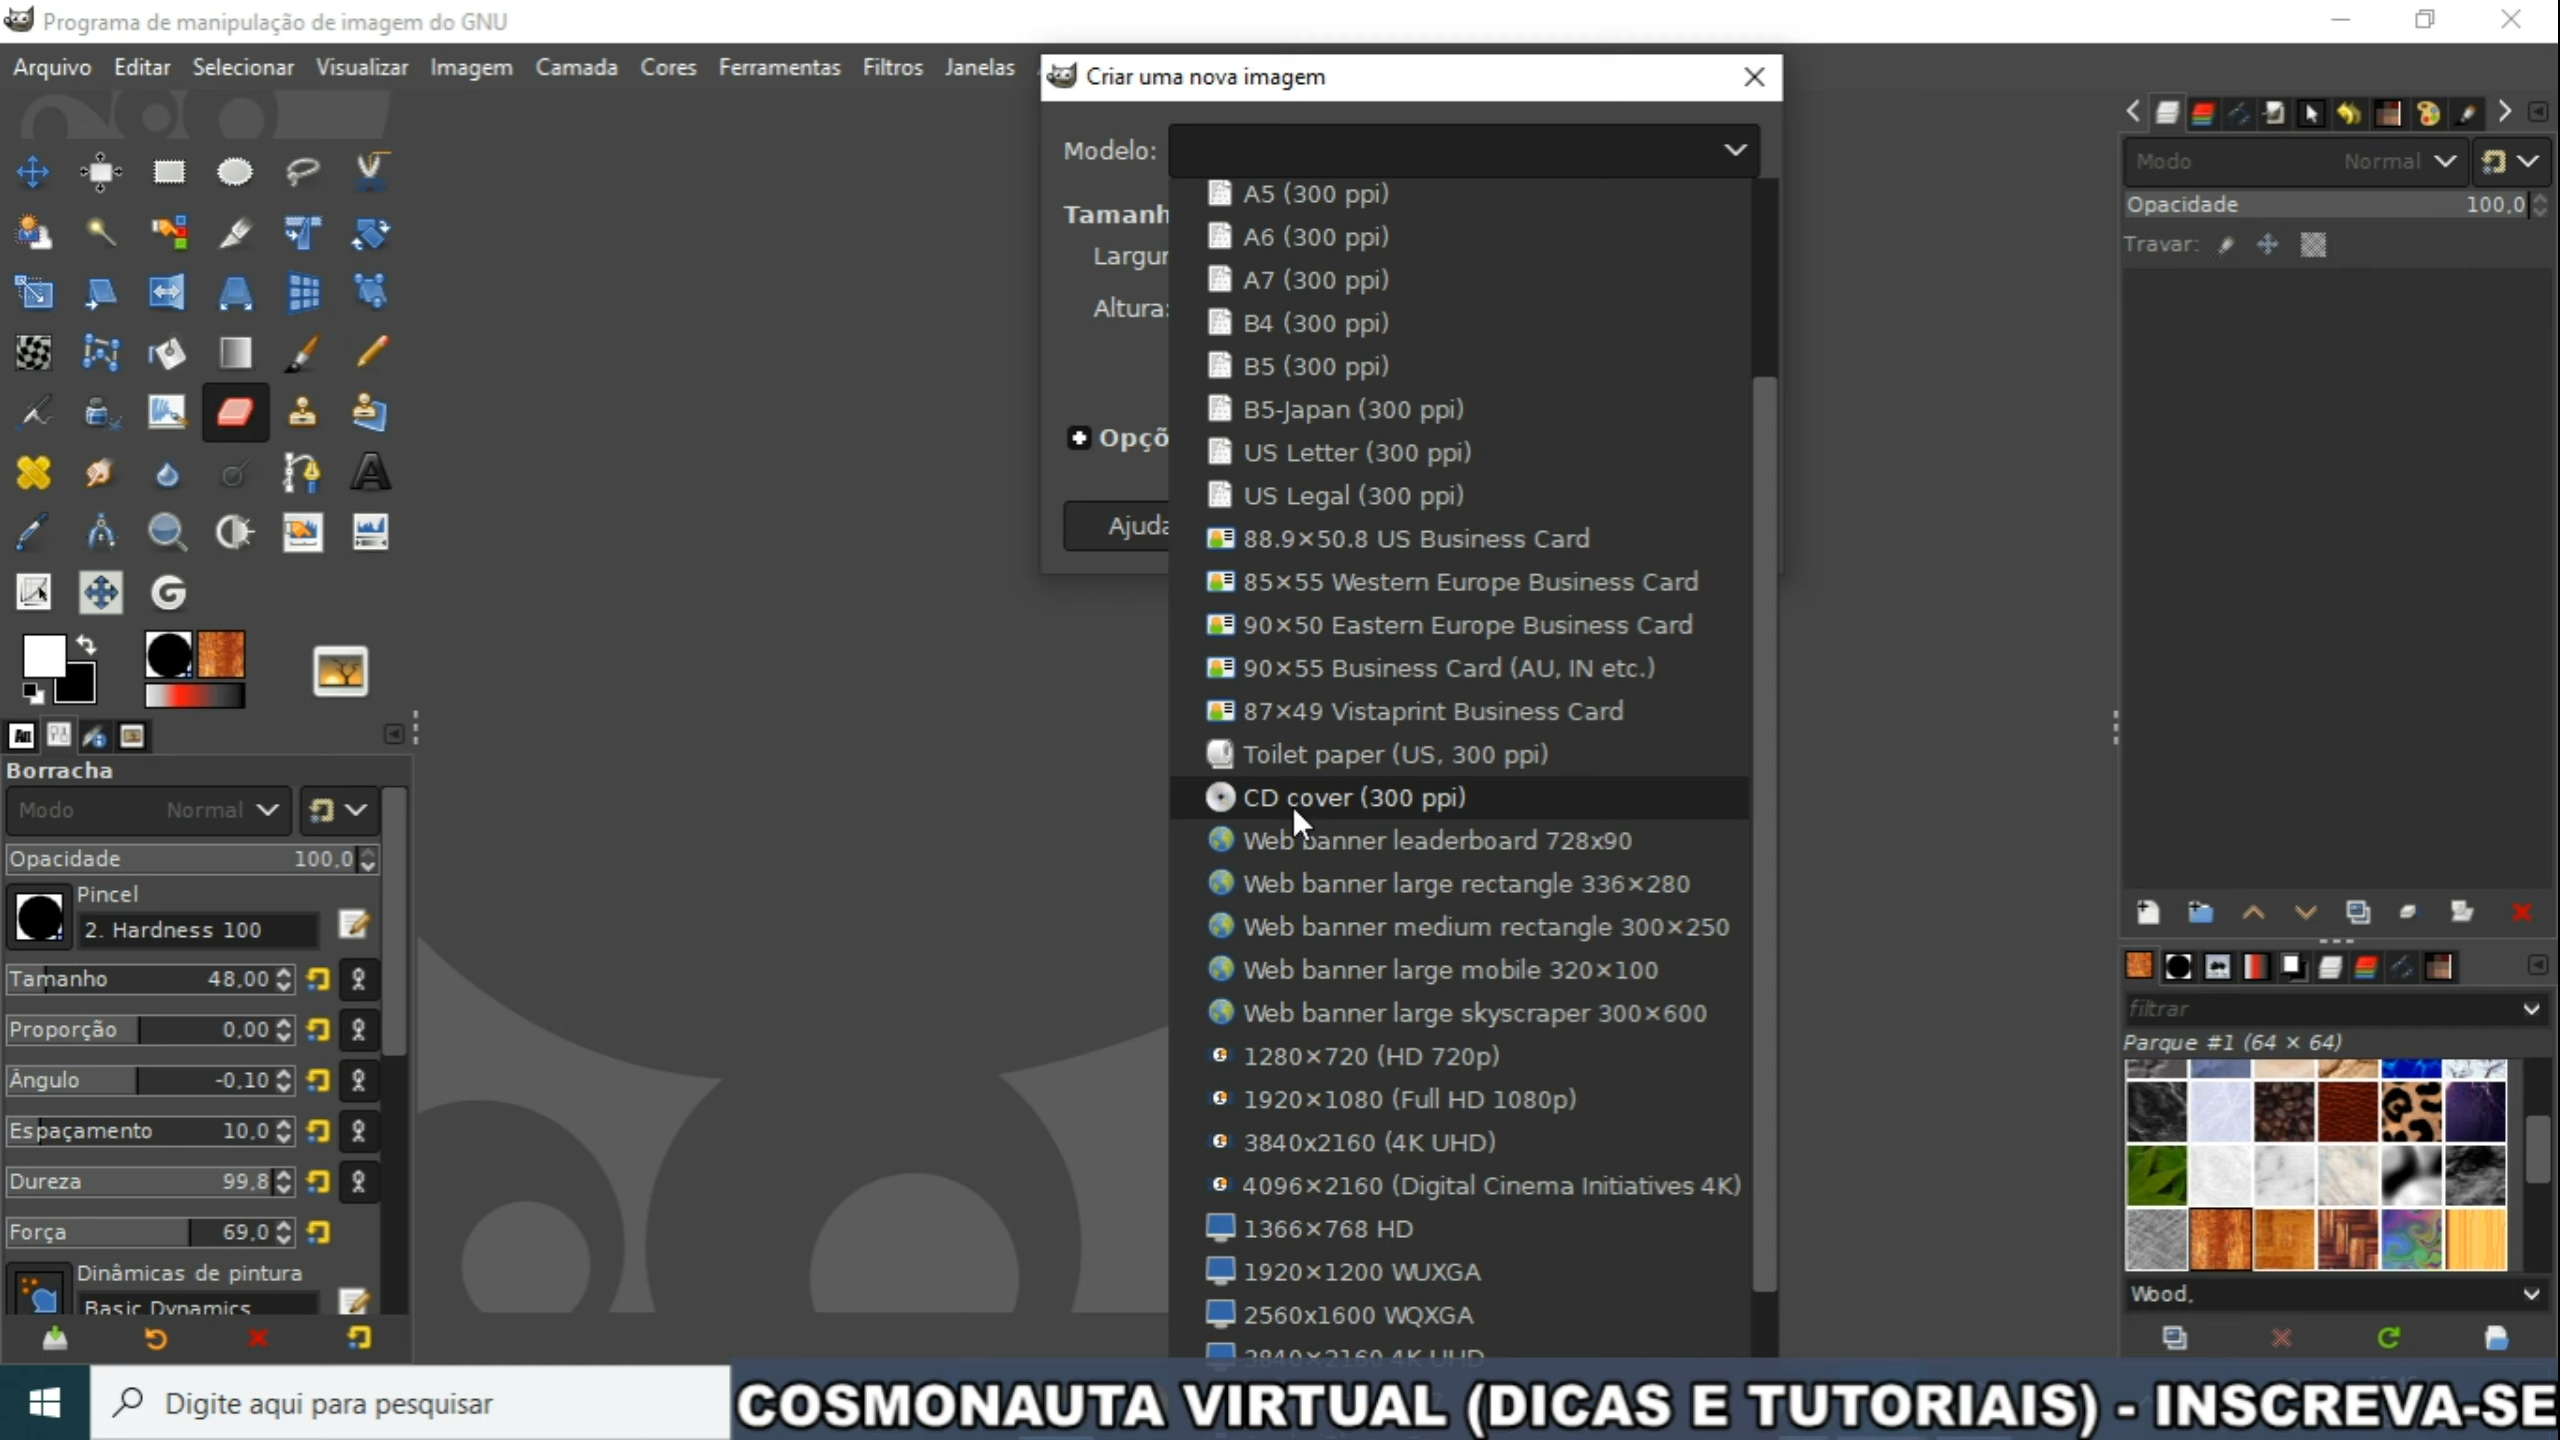 Programa de manipulação de imagem do GNU
Arquivo Editar Selecionar Visualizar Imagem Camada Cores Ferramentas Filtros Janelas
Criar uma nova imagem
Modelo:
Tamanh
Largur
Altura:
Opçõ
Ajuda
A5 (300 ppi)
A6 (300 ppi)
A7 (300 ppi)
B4 (300 ppi)
B5 (300 ppi)
B5-Japan (300 ppi)
US Letter (300 ppi)
US Legal (300 ppi)
88.9×50.8 US Business Card
85×55 Western Europe Business Card
90×50 Eastern Europe Business Card
90×55 Business Card (AU, IN etc.)
87×49 Vistaprint Business Card
Toilet paper (US, 300 ppi)
CD cover (300 ppi)
Web banner leaderboard 728x90
Web banner large rectangle 336×280
Web banner medium rectangle 300×250
Web banner large mobile 320×100
Web banner large skyscraper 300×600
1280×720 (HD 720p)
1920×1080 (Full HD 1080p)
3840x2160 (4K UHD)
4096×2160 (Digital Cinema Initiatives 4K)
1366×768 HD
1920×1200 WUXGA
2560x1600 WQXGA
3840×2160 4K UHD
Borracha
Modo Normal
Opacidade 100,0
Pincel
2. Hardness 100
Tamanho 48,00
Proporção 0,00
Ângulo -0,10
Espaçamento 10,0
Dureza 99,8
Força 69,0
Dinâmicas de pintura
Basic Dynamics
Modo Normal
Opacidade 100,0
Travar:
filtrar
Parque #1 (64 × 64)
Wood,
Digite aqui para pesquisar
COSMONAUTA VIRTUAL (DICAS E TUTORIAIS) - INSCREVA-SE